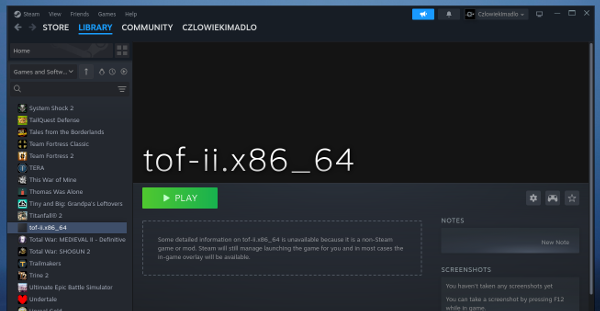 Steam View Friends Games Help
Czlowiekimadlo
STORE LIBRARY COMMUNITY CZLOWIEKIMADLO
Home
Games and Softw...
System Shock 2
TailQuest Defense
Tales from the Borderlands
Team Fortress Classic
Team Fortress 2
TERA
This War of Mine
Thomas Was Alone
Tiny and Big: Grandpa's Leftovers
Titanfall® 2
tof-ii.x86_64
Total War: MEDIEVAL II – Definitive
Total War: SHOGUN 2
Trailmakers
Trine 2
Ultimate Epic Battle Simulator
Undertale
tof-ii.x86_64
PLAY
Some detailed information on tof-ii.x86_64 is unavailable because it is a non-Steam
game or mod. Steam will still manage launching the game for you and in most cases the
in-game overlay will be available.
NOTES
New Note
SCREENSHOTS
You haven't taken any screenshots yet
You can take a screenshot by pressing F12
while in game.